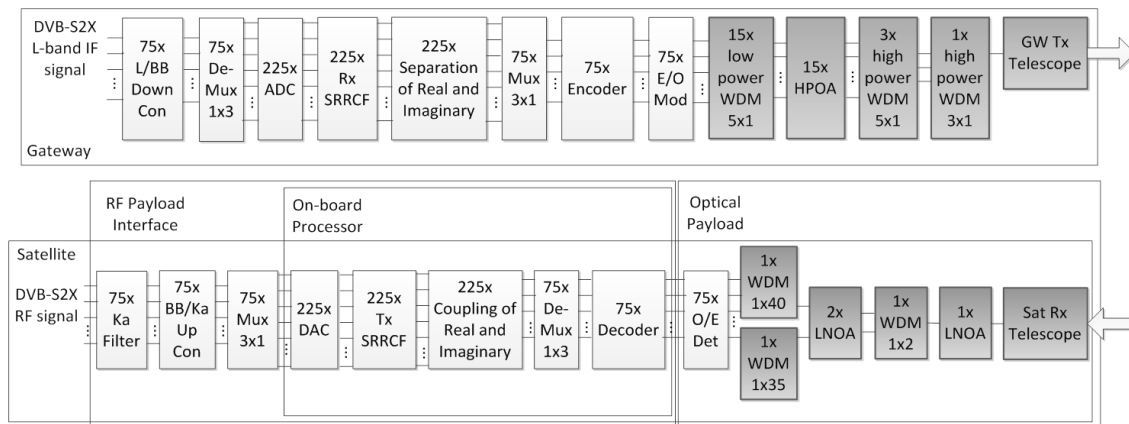 DVB-S2X
L-band IF
signal
75x
L/BB
Down
Con
75x
De-
Mux
1x3
225x
ADC
225x
Rx
SRRCF
225x
Separation
of Real and
Imaginary
75x
Mux
3x1
75x
Encoder
75x
E/O
Mod
15x
low
power
WDM
5x1
15x
HPOA
3x
high
power
WDM
5x1
1x
high
power
WDM
3x1
GW Tx
Telescope
Gateway
RF Payload
Interface
On-board
Processor
Optical
Payload
Satellite
DVB-S2X
RF signal
75x
Ka
Filter
75x
BB/Ka
Up
Con
75x
Mux
3x1
225x
DAC
225x
Tx
SRRCF
225x
Coupling of
Real and
Imaginary
75x
De-
Mux
1x3
75x
Decoder
75x
O/E
Det
1x
WDM
1x40
1x
WDM
1x35
2x
LNOA
1x
WDM
1x2
1x
LNOA
Sat Rx
Telescope